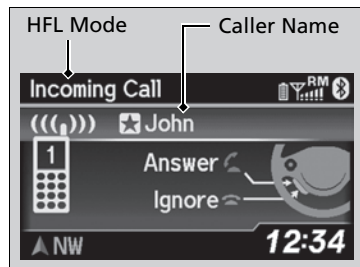 HFL Mode
Caller Name
Incoming Call
RM
John
1
Answer
Ignore
NW
12:34